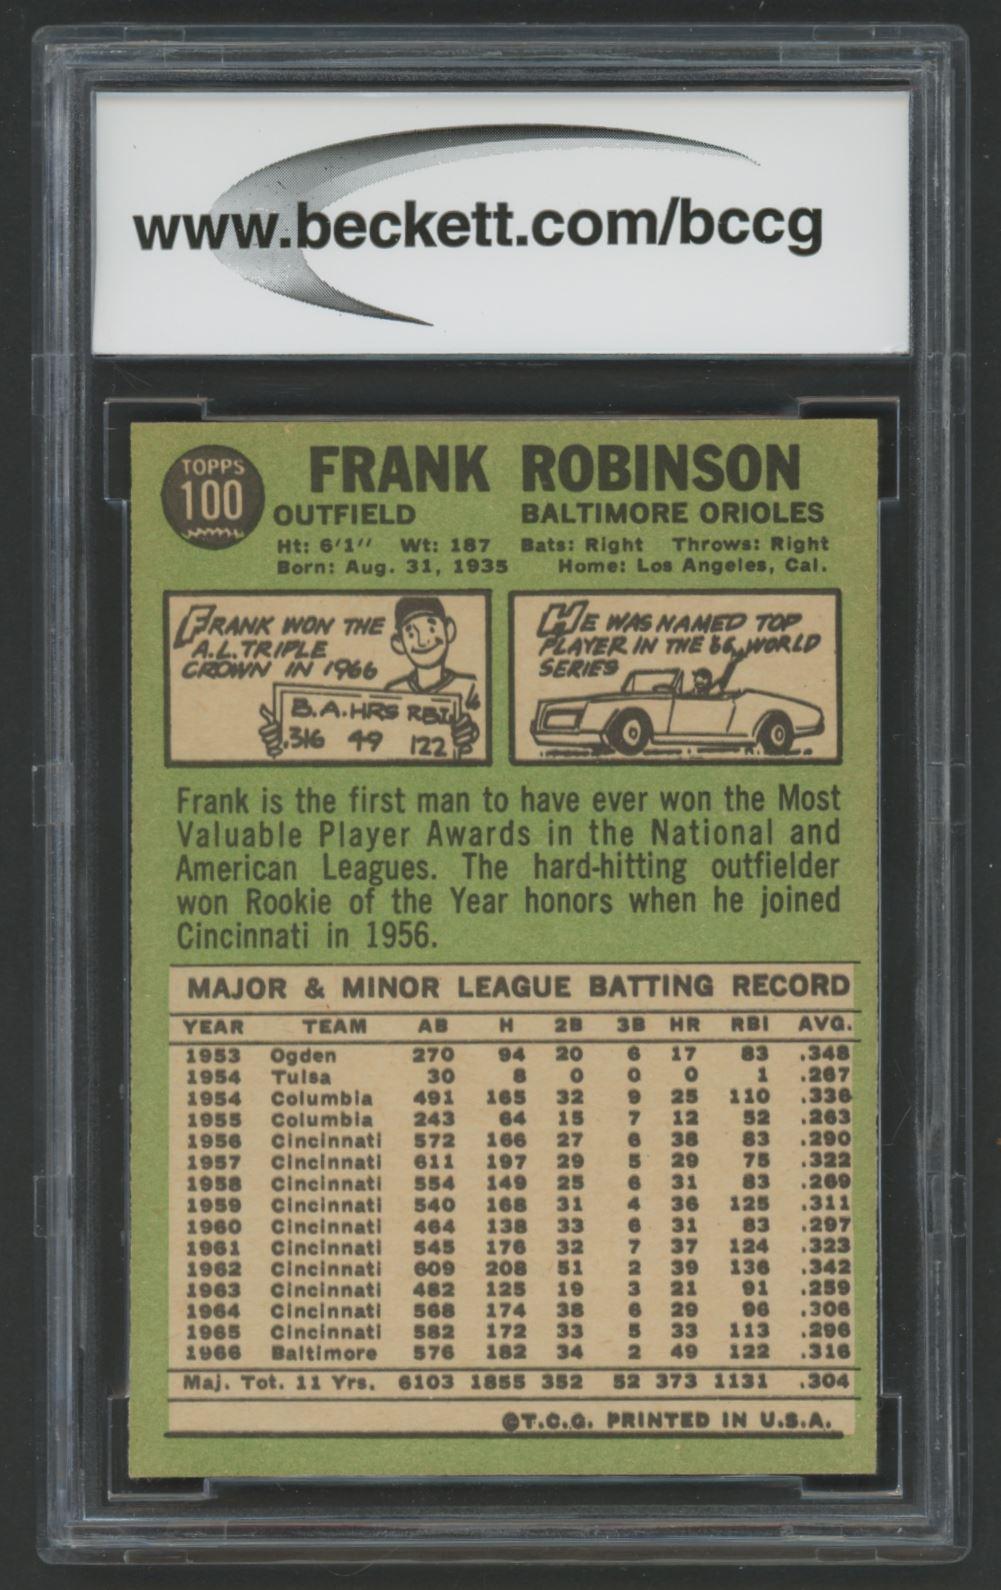 www.beckett.com/bccg
TOPPS
100
FRANK ROBINSON
OUTFIELD BALTIMORE ORIOLES
Ht: 6'1" Wt: 187 Bats: Right Throws: Right
Born: Aug. 31, 1935 Home: Los Angeles, Cal.
FRANK WON THE
A.L. TRIPLE
CROWN IN 1966
B.A. HRS RBI
.316 49 122
HE WAS NAMED TOP
PLAYER IN THE '66 WORLD
SERIES
Frank is the first man to have ever won the Most
Valuable Player Awards in the National and
American Leagues. The hard-hitting outfielder
won Rookie of the Year honors when he joined
Cincinnati in 1956.
MAJOR & MINOR LEAGUE BATTING RECORD
YEAR TEAM AB H 2B 3B HR RBI AVG.
1953 Ogden 270 94 20 6 17 83 .348
1954 Tulsa 30 8 0 0 0 1 .267
1954 Columbia 491 165 32 9 25 110 .336
1955 Columbia 243 64 15 7 12 52 .263
1956 Cincinnati 572 166 27 6 38 83 .290
1957 Cincinnati 611 197 29 5 29 75 .322
1958 Cincinnati 554 149 25 6 31 83 .269
1959 Cincinnati 540 168 31 4 36 125 .311
1960 Cincinnati 464 138 33 6 31 83 .297
1961 Cincinnati 545 176 32 7 37 124 .323
1962 Cincinnati 609 208 51 2 39 136 .342
1963 Cincinnati 482 125 19 3 21 91 .259
1964 Cincinnati 568 174 38 6 29 96 .306
1965 Cincinnati 582 172 33 5 33 113 .296
1966 Baltimore 576 182 34 2 49 122 .316
Maj. Tot. 11 Yrs. 6103 1855 352 52 373 1131 .304
©T.C.G. PRINTED IN U.S.A.